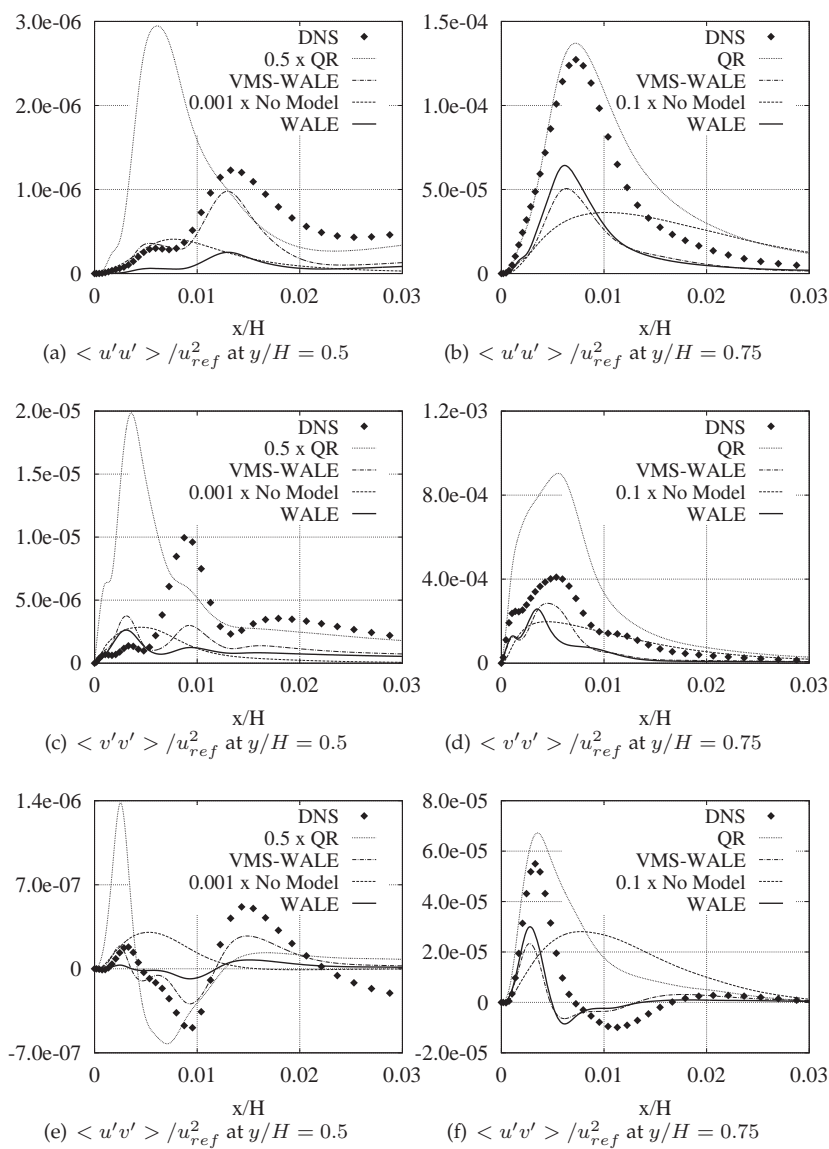 3.0e-06
2.0e-06
1.0e-06
0
0 0.01 0.02 0.03
x/H
DNS
0.5 x QR
VMS-WALE
0.001 x No Model
WALE
(a) < u'u' > /u²_ref at y/H = 0.5
1.5e-04
1.0e-04
5.0e-05
0
0 0.01 0.02 0.03
x/H
DNS
QR
VMS-WALE
0.1 x No Model
WALE
(b) < u'u' > /u²_ref at y/H = 0.75
2.0e-05
1.5e-05
1.0e-05
5.0e-06
0
0 0.01 0.02 0.03
x/H
DNS
0.5 x QR
VMS-WALE
0.001 x No Model
WALE
(c) < v'v' > /u²_ref at y/H = 0.5
1.2e-03
8.0e-04
4.0e-04
0
0 0.01 0.02 0.03
x/H
DNS
QR
VMS-WALE
0.1 x No Model
WALE
(d) < v'v' > /u²_ref at y/H = 0.75
1.4e-06
7.0e-07
0
-7.0e-07
0 0.01 0.02 0.03
x/H
DNS
0.5 x QR
VMS-WALE
0.001 x No Model
WALE
(e) < u'v' > /u²_ref at y/H = 0.5
8.0e-05
6.0e-05
4.0e-05
2.0e-05
0
-2.0e-05
0 0.01 0.02 0.03
x/H
DNS
QR
VMS-WALE
0.1 x No Model
WALE
(f) < u'v' > /u²_ref at y/H = 0.75